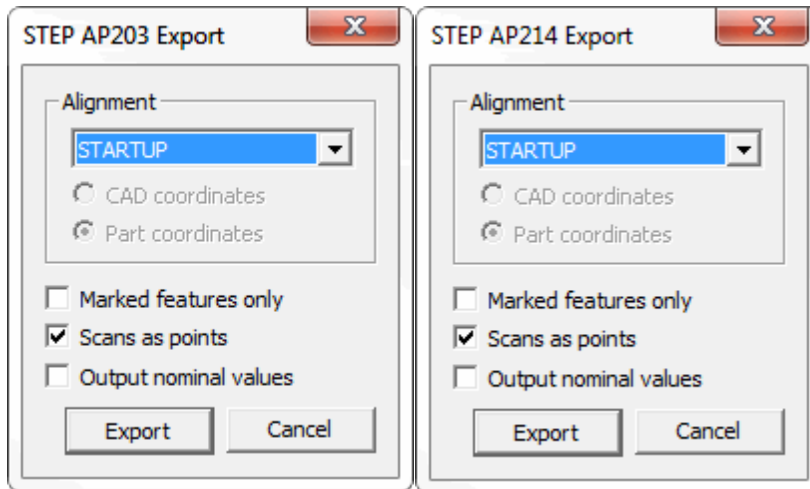 STEP AP203 Export
Alignment
STARTUP
CAD coordinates
Part coordinates
Marked features only
Scans as points
Output nominal values
Export
Cancel
STEP AP214 Export
Alignment
STARTUP
CAD coordinates
Part coordinates
Marked features only
Scans as points
Output nominal values
Export
Cancel